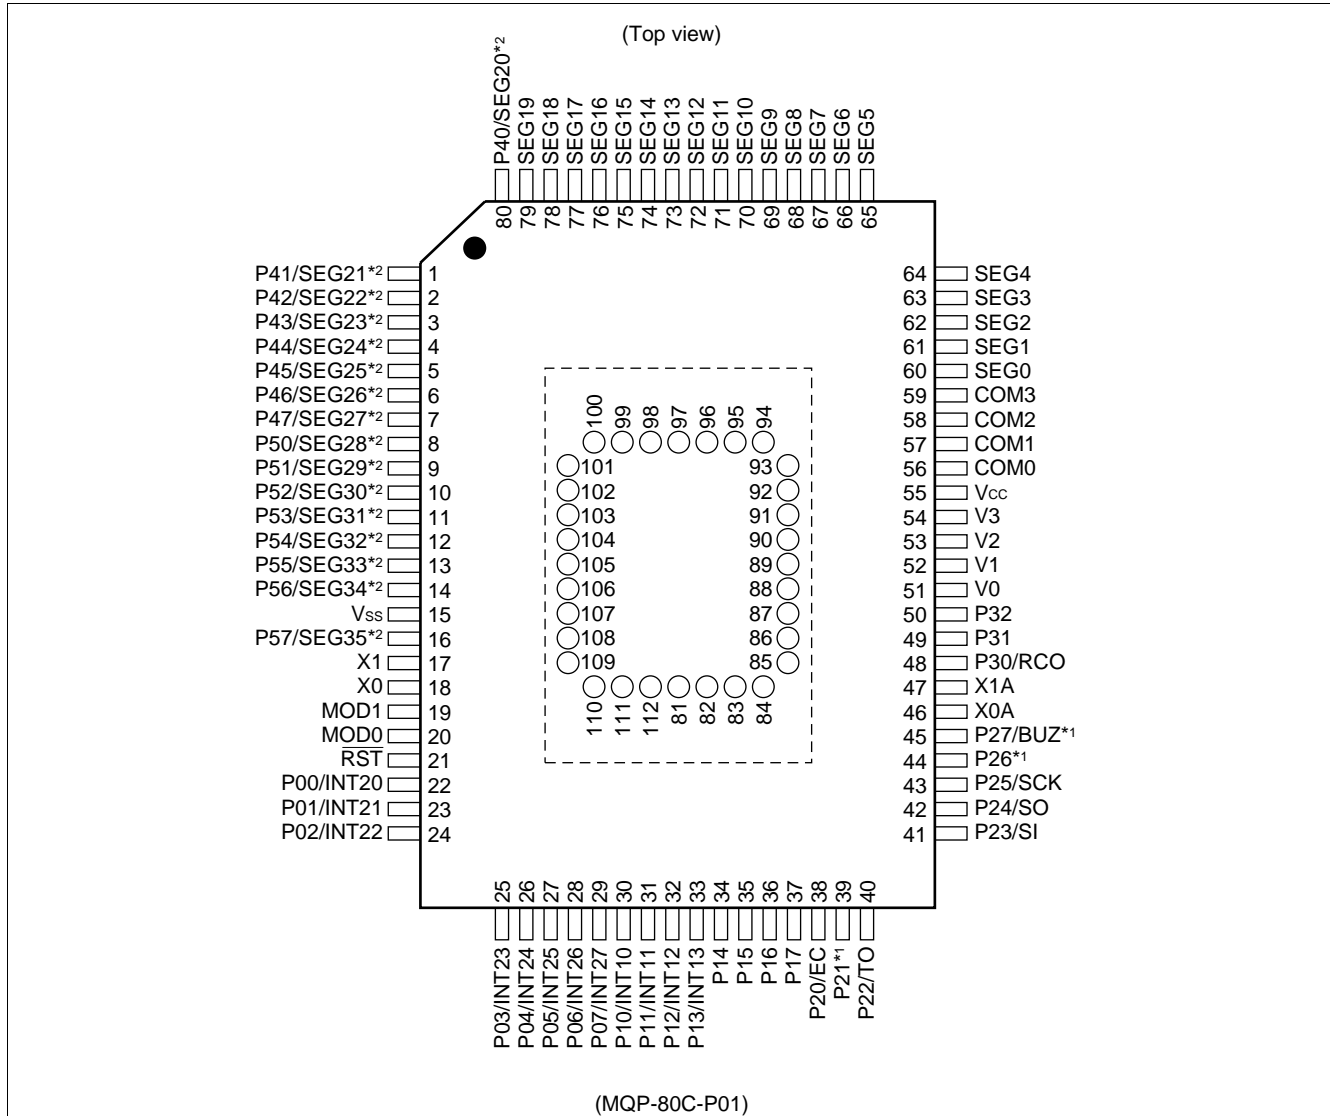 (Top view)
P40/SEG20*2
SEG19
SEG18
SEG17
SEG16
SEG15
SEG14
SEG13
SEG12
SEG11
SEG10
SEG9
SEG8
SEG7
SEG6
SEG5
80 79 78 77 76 75 74 73 72 71 70 69 68 67 66 65
P41/SEG21*2 1 64 SEG4
P42/SEG22*2 2 63 SEG3
P43/SEG23*2 3 62 SEG2
P44/SEG24*2 4 61 SEG1
P45/SEG25*2 5 60 SEG0
P46/SEG26*2 6 59 COM3
P47/SEG27*2 7 58 COM2
P50/SEG28*2 8 57 COM1
P51/SEG29*2 9 56 COM0
P52/SEG30*2 10 55 Vcc
P53/SEG31*2 11 54 V3
P54/SEG32*2 12 53 V2
P55/SEG33*2 13 52 V1
P56/SEG34*2 14 51 V0
Vss 15 50 P32
P57/SEG35*2 16 49 P31
X1 17 48 P30/RCO
X0 18 47 X1A
MOD1 19 46 X0A
MOD0 20 45 P27/BUZ*1
RST 21 44 P26*1
P00/INT20 22 43 P25/SCK
P01/INT21 23 42 P24/SO
P02/INT22 24 41 P23/SI
100 99 98 97 96 95 94
101 93
102 92
103 91
104 90
105 89
106 88
107 87
108 86
109 85
110 111 112 81 82 83 84
25 26 27 28 29 30 31 32 33 34 35 36 37 38 39 40
P03/INT23
P04/INT24
P05/INT25
P06/INT26
P07/INT27
P10/INT10
P11/INT11
P12/INT12
P13/INT13
P14
P15
P16
P17
P20/EC
P21*1
P22/TO
(MQP-80C-P01)